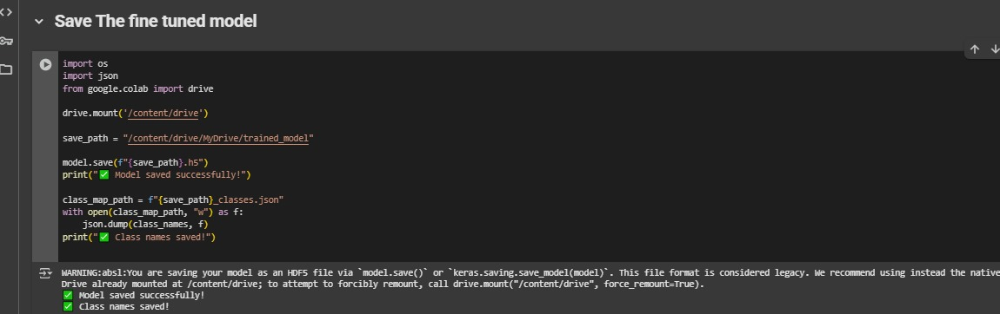 Save The fine tuned model
import os
import json
from google.colab import drive
drive.mount('/content/drive')
save_path = "/content/drive/MyDrive/trained_model"
model.save(f"{save_path}.h5")
print("✅ Model saved successfully!")
class_map_path = f"{save_path}_classes.json"
with open(class_map_path, "w") as f:
    json.dump(class_names, f)
print("✅ Class names saved!")
WARNING:absl:You are saving your model as an HDF5 file via `model.save()` or `keras.saving.save_model(model)`. This file format is considered legacy. We recommend using instead the native
Drive already mounted at /content/drive; to attempt to forcibly remount, call drive.mount("/content/drive", force_remount=True).
✅ Model saved successfully!
✅ Class names saved!